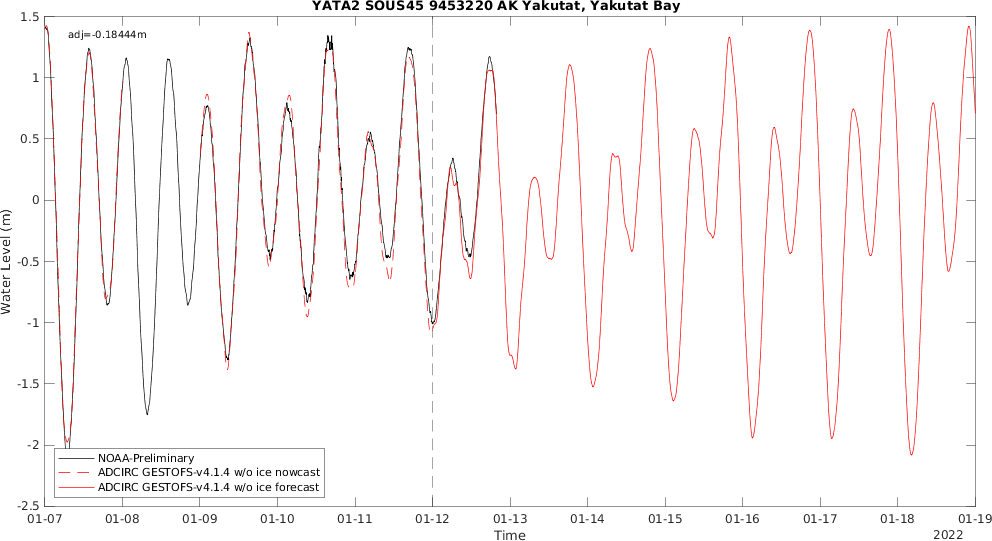 YATA2 SOUS45 9453220 AK Yakutat, Yakutat Bay
adj=-0.18444m
1.5
1
0.5
0
-0.5
-1
-1.5
-2
-2.5
Water Level (m)
NOAA-Preliminary
ADCIRC GESTOFS-v4.1.4 w/o ice nowcast
ADCIRC GESTOFS-v4.1.4 w/o ice forecast
01-07 01-08 01-09 01-10 01-11 01-12 01-13 01-14 01-15 01-16 01-17 01-18 01-19
Time
2022